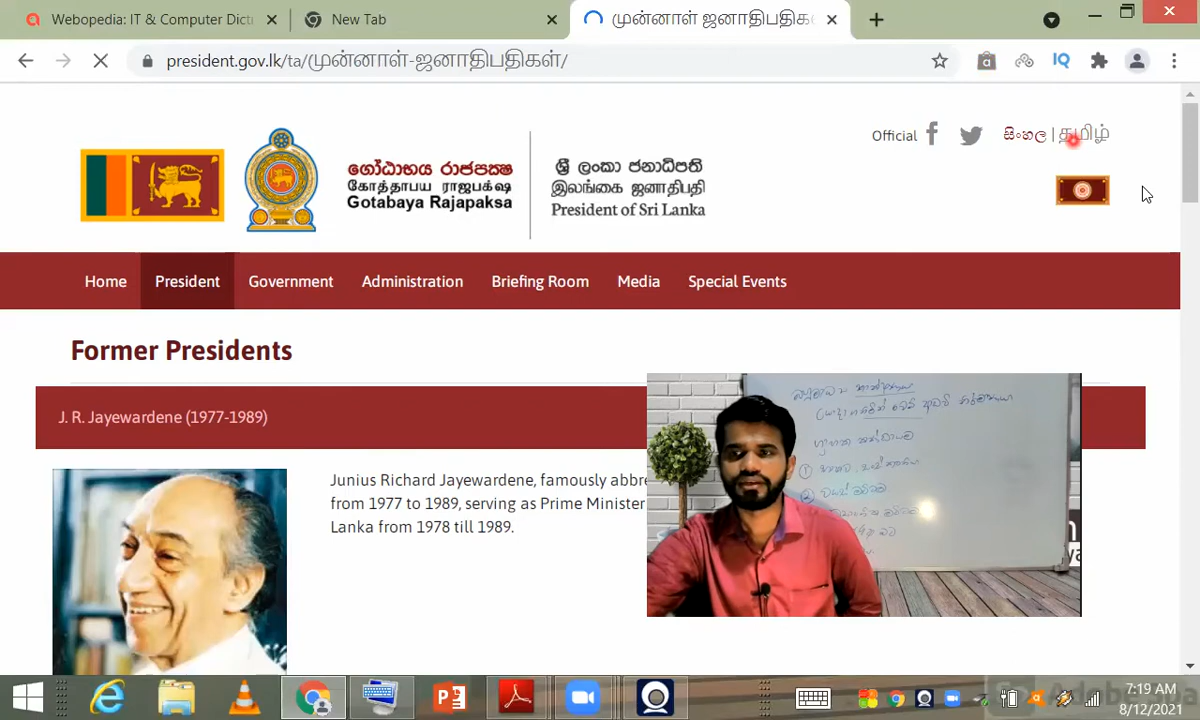 Webopedia: IT & Computer Dict
New Tab
முன்னாள் ஜனாதிபதிக
president.gov.lk/ta/முன்னாள்-ஜனாதிபதிகள்/
IQ
Official
සිංහල | தமிழ்
ගෝඨාභය රාජපක්ෂ
கோத்தாபய ராஜபக்ஷ
Gotabaya Rajapaksa
ශ්‍රී ලංකා ජනාධිපති
இலங்கை ஜனாதிபதி
President of Sri Lanka
Home
President
Government
Administration
Briefing Room
Media
Special Events
Former Presidents
J. R. Jayewardene (1977-1989)
Junius Richard Jayewardene, famously abbre
from 1977 to 1989, serving as Prime Minister
Lanka from 1978 till 1989.
7:19 AM
8/12/2021